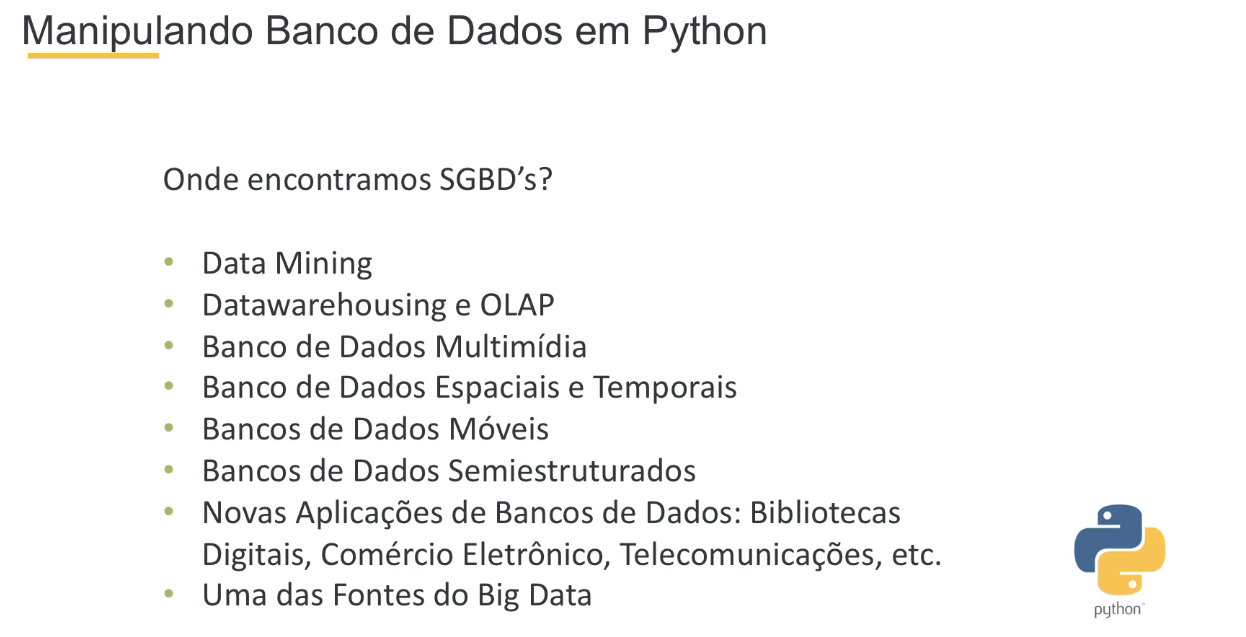 Manipulando Banco de Dados em Python
Onde encontramos SGBD’s?
• Data Mining
• Datawarehousing e OLAP
• Banco de Dados Multimídia
• Banco de Dados Espaciais e Temporais
• Bancos de Dados Móveis
• Bancos de Dados Semiestruturados
• Novas Aplicações de Bancos de Dados: Bibliotecas
Digitais, Comércio Eletrônico, Telecomunicações, etc.
• Uma das Fontes do Big Data
python™